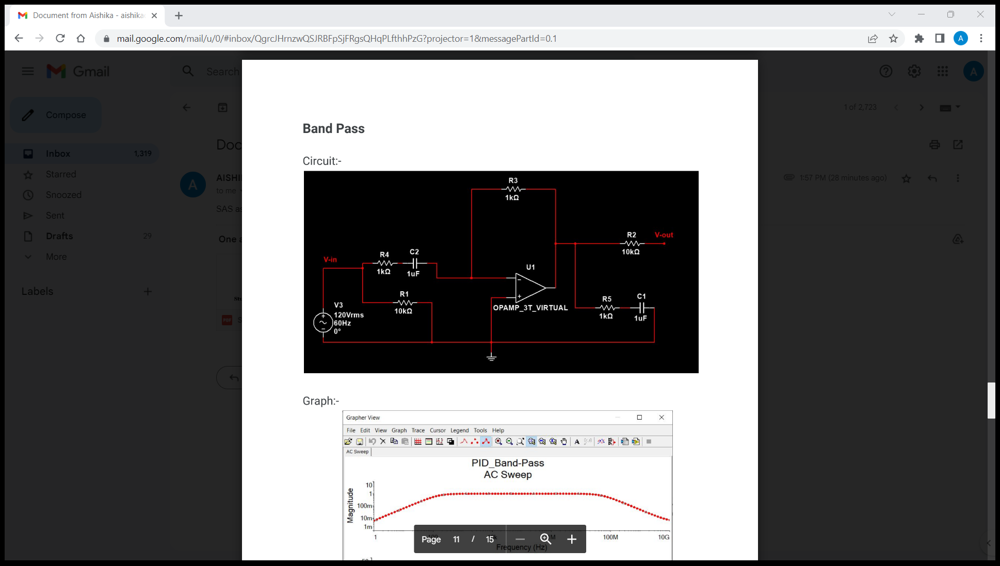 Document from Aishika - aishika
mail.google.com/mail/u/0/#inbox/QgrcJHrnzwQSJRBFpSjFRgsQHqPLfthhPzG?projector=1&messagePartId=0.1
A
Gmail
Search
A
Compose
1 of 2,723
Inbox 1,319
Starred
Snoozed
Sent
Drafts 29
More
Labels
Doc
A
AISHI
to me
1:57 PM (28 minutes ago)
SAS as
One a
PDF
Band Pass
Circuit:-
R3
1kΩ
R2
V-out
10kΩ
V-in
R4
1kΩ
C2
1uF
U1
R1
10kΩ
OPAMP_3T_VIRTUAL
V3
120Vrms
60Hz
0°
R5
1kΩ
C1
1uF
Graph:-
Grapher View
File Edit View Graph Trace Cursor Legend Tools Help
AC Sweep
PID_Band-Pass
AC Sweep
Magnitude
10
1
100m
10m
1m
1 100M 10G
Page 11 / 15
Frequency (Hz)